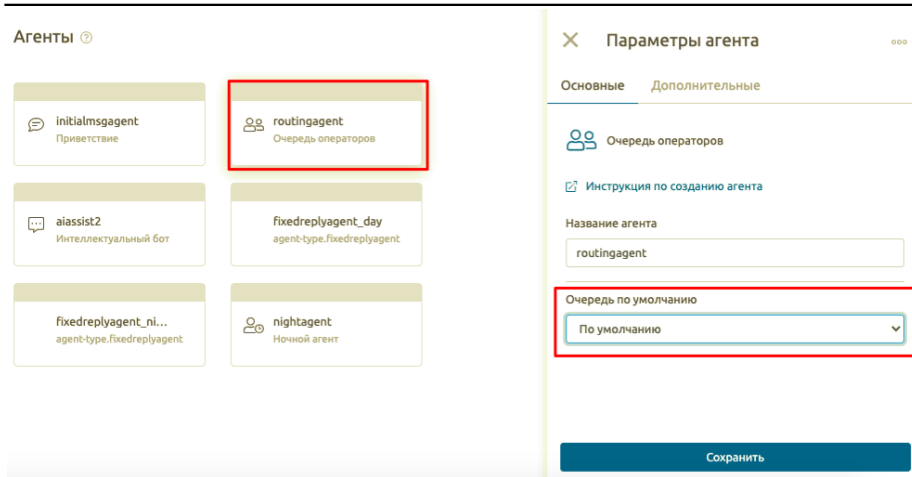 Агенты
initialmsgagent
Приветствие
routingagent
Очередь операторов
aiassist2
Интеллектуальный бот
fixedreplyagent_day
agent-type.fixedreplyagent
fixedreplyagent_ni...
agent-type.fixedreplyagent
nightagent
Ночной агент
Параметры агента
Основные Дополнительные
Очередь операторов
Инструкция по созданию агента
Название агента
routingagent
Очередь по умолчанию
По умолчанию
Сохранить